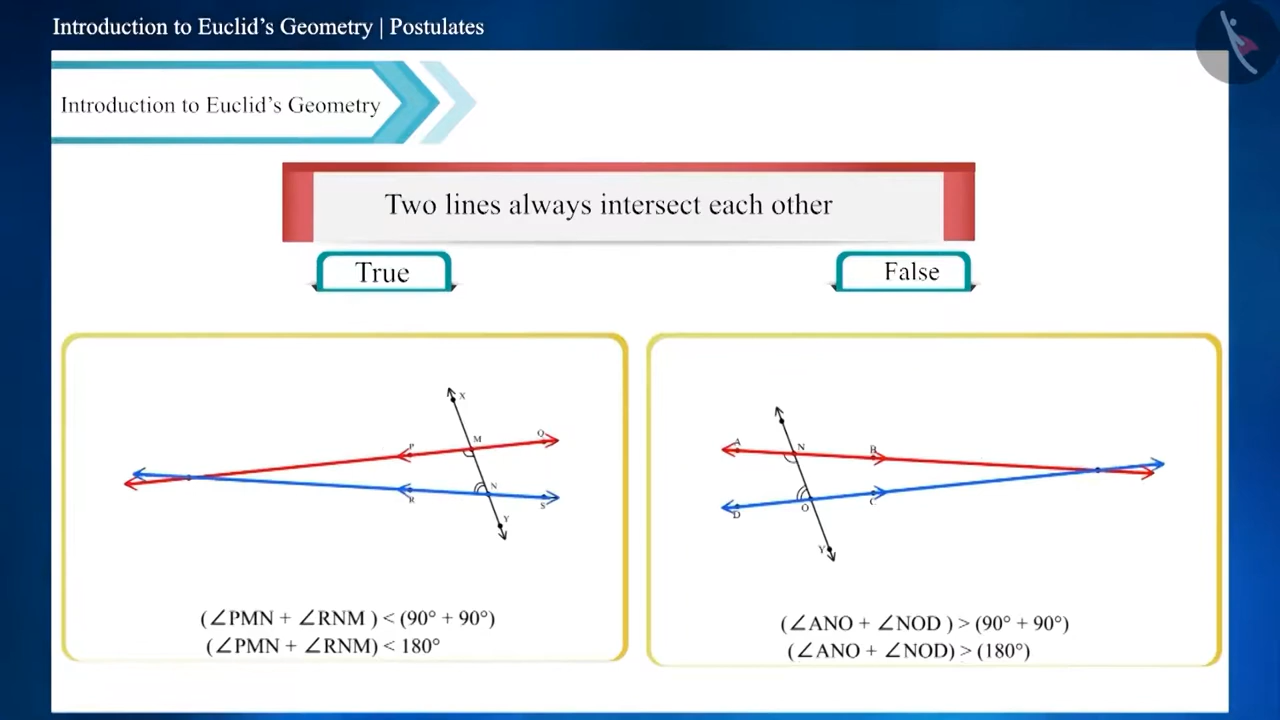 Introduction to Euclid’s Geometry | Postulates
Introduction to Euclid’s Geometry
Two lines always intersect each other
True
False
X
P
M
Q
R
N
S
Y
(∠PMN + ∠RNM ) < (90° + 90°)
(∠PMN + ∠RNM) < 180°
A
N
B
D
O
C
Y
(∠ANO + ∠NOD ) > (90° + 90°)
(∠ANO + ∠NOD) > (180°)